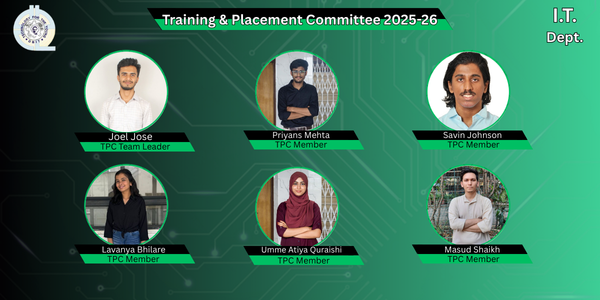 Training & Placement Committee 2025-26
I.T.
Dept.
Joel Jose
TPC Team Leader
Priyans Mehta
TPC Member
Savin Johnson
TPC Member
Lavanya Bhilare
TPC Member
Umme Atiya Quraishi
TPC Member
Masud Shaikh
TPC Member